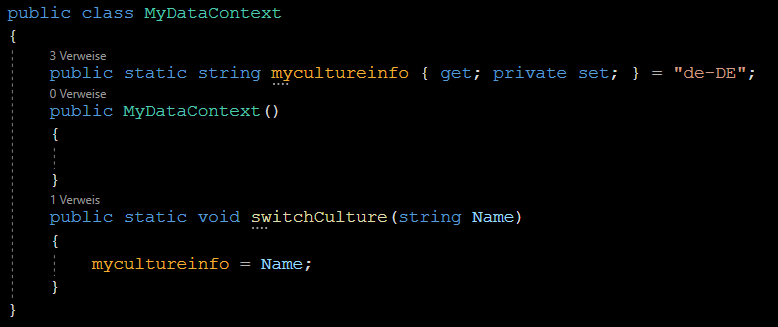 public class MyDataContext
{
3 Verweise
public static string mycultureinfo { get; private set; } = "de-DE";
0 Verweise
public MyDataContext()
{
}
1 Verweis
public static void switchCulture(string Name)
{
mycultureinfo = Name;
}
}